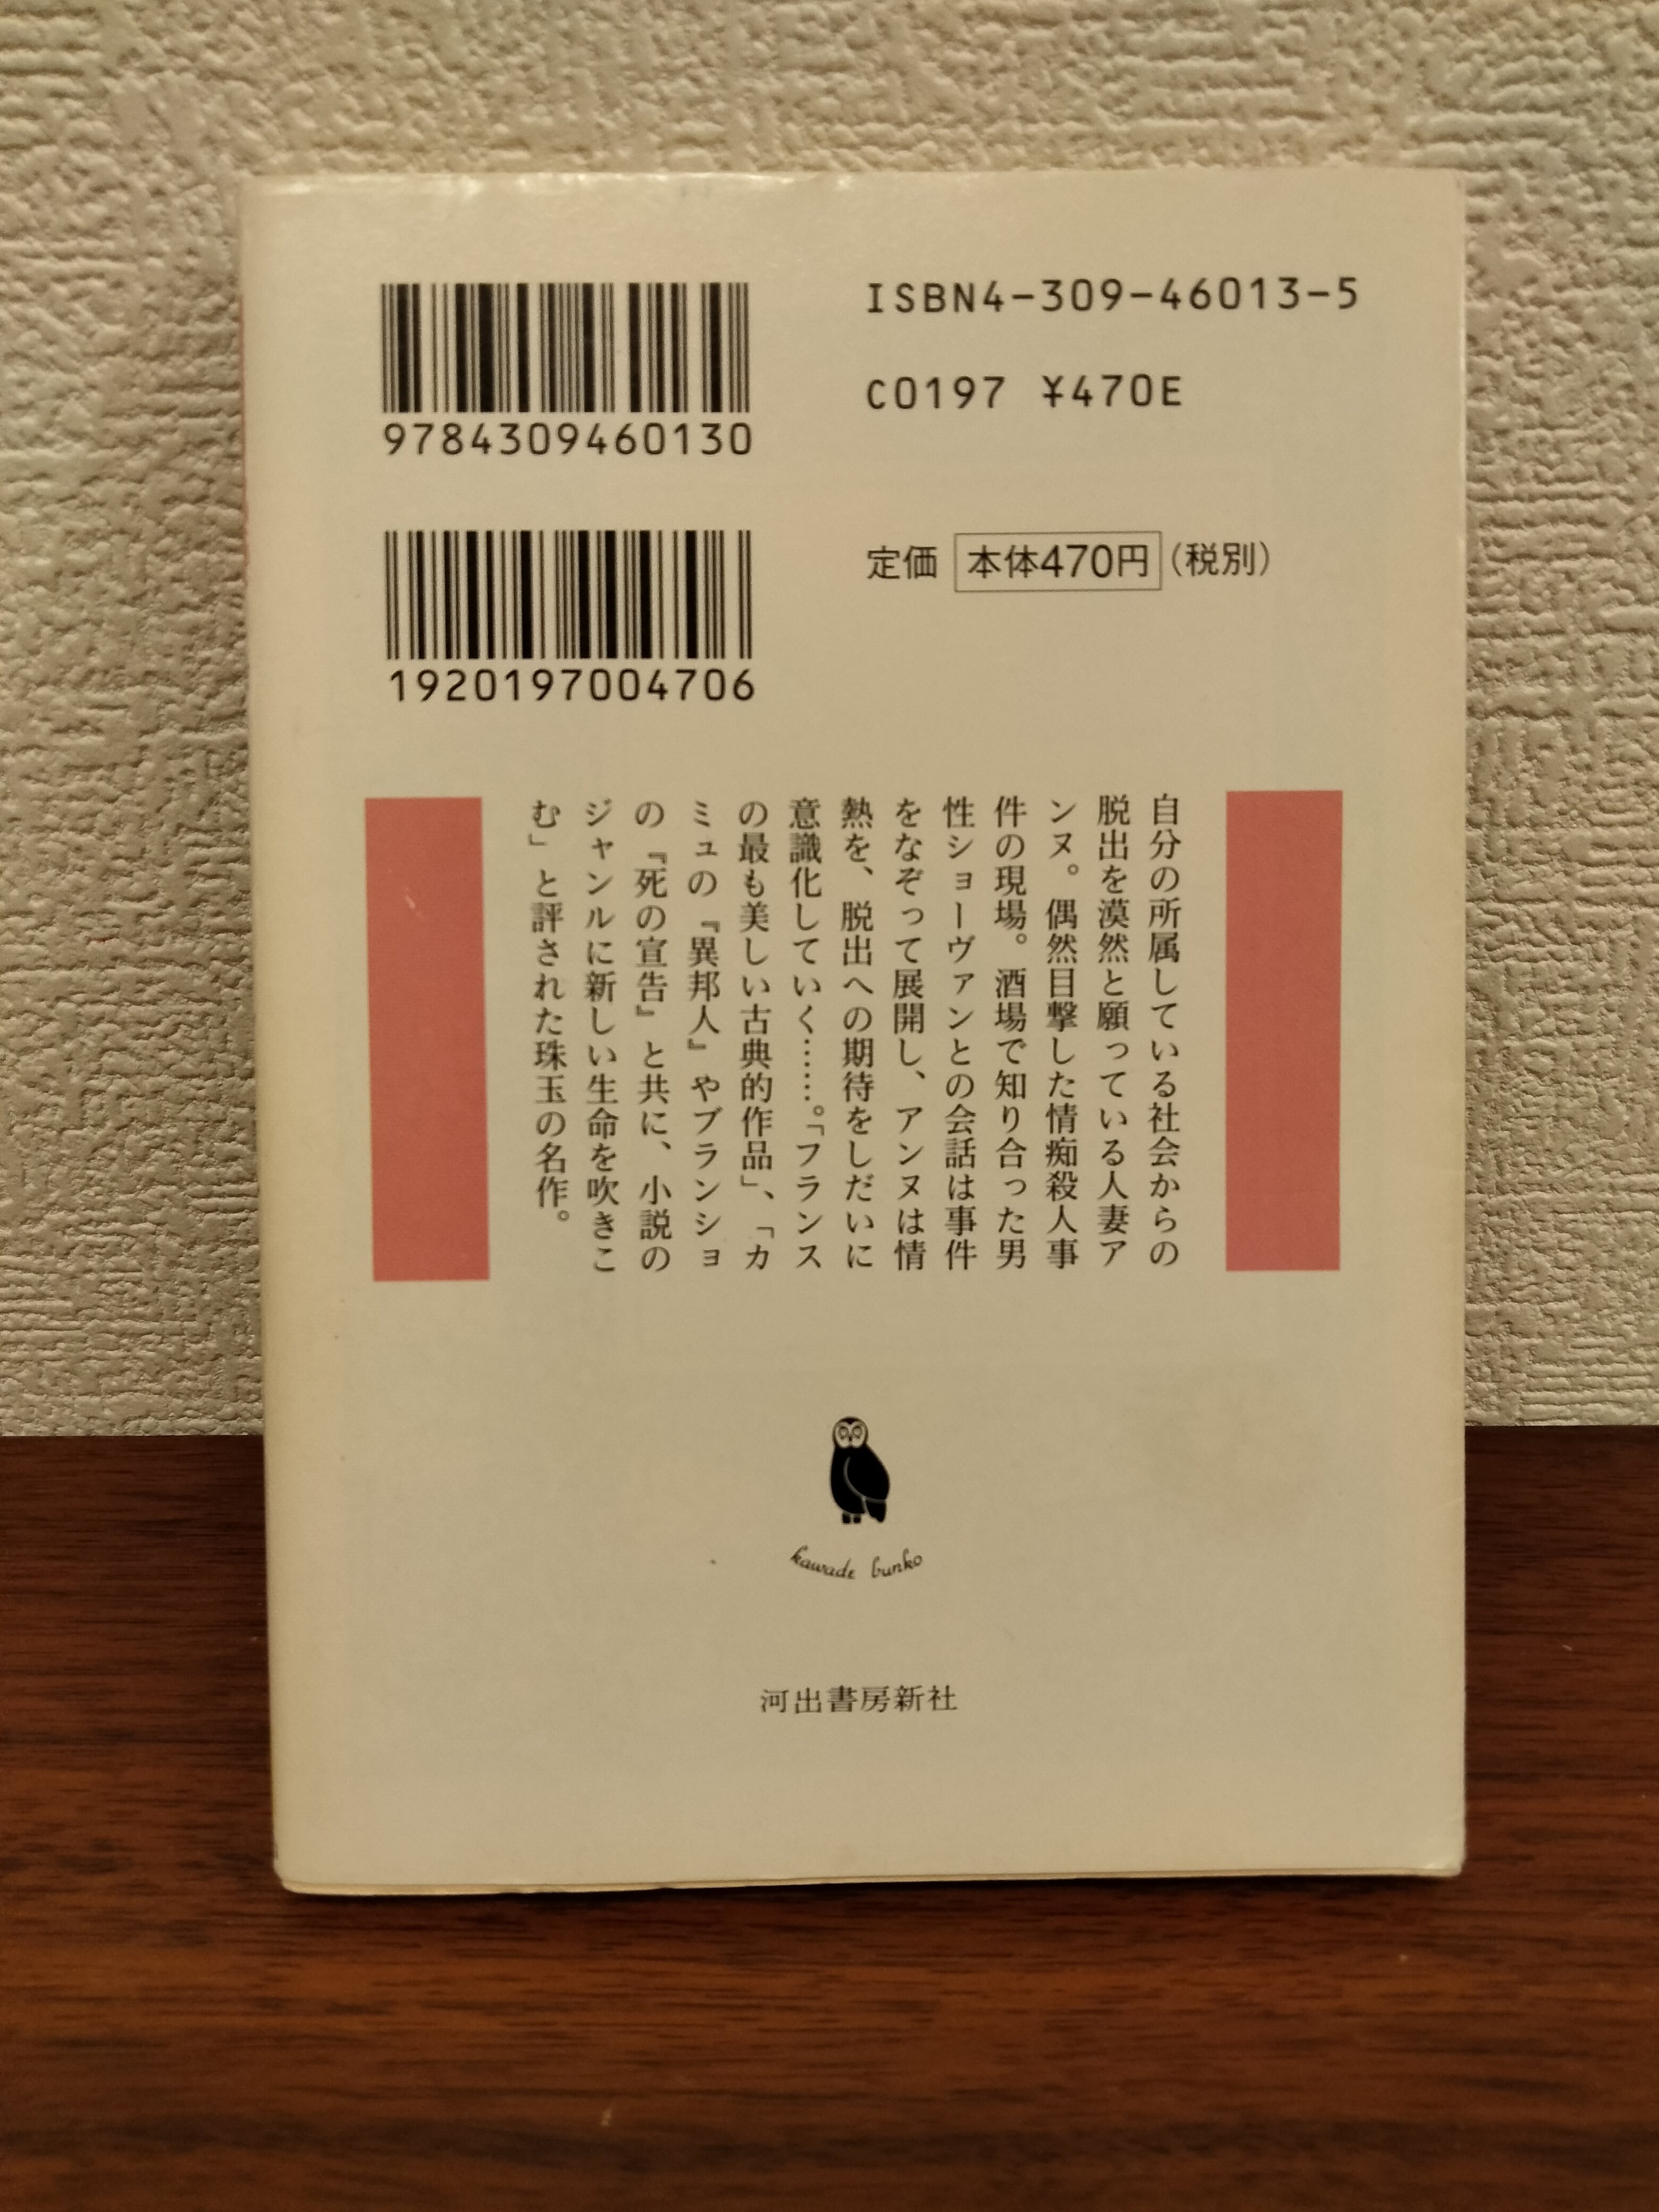 9784309460130
ISBN4-309-46013-5
C0197 ¥470E
1920197004706
定価 本体470円(税別)
自分の所属している社会からの
脱出を漠然と願っている人妻ア
ンヌ。偶然目撃した情痴殺人事
件の現場。酒場で知り合った男
性ショーヴァンとの会話は事件
をなぞって展開し、アンヌは情
熱を、脱出への期待をしだいに
意識化していく……。「フランス
の最も美しい古典的作品」、「カ
ミュの『異邦人』やブランショ
の『死の宣告』と共に、小説の
ジャンルに新しい生命を吹きこ
む」と評された珠玉の名作。
kawade bunko
河出書房新社